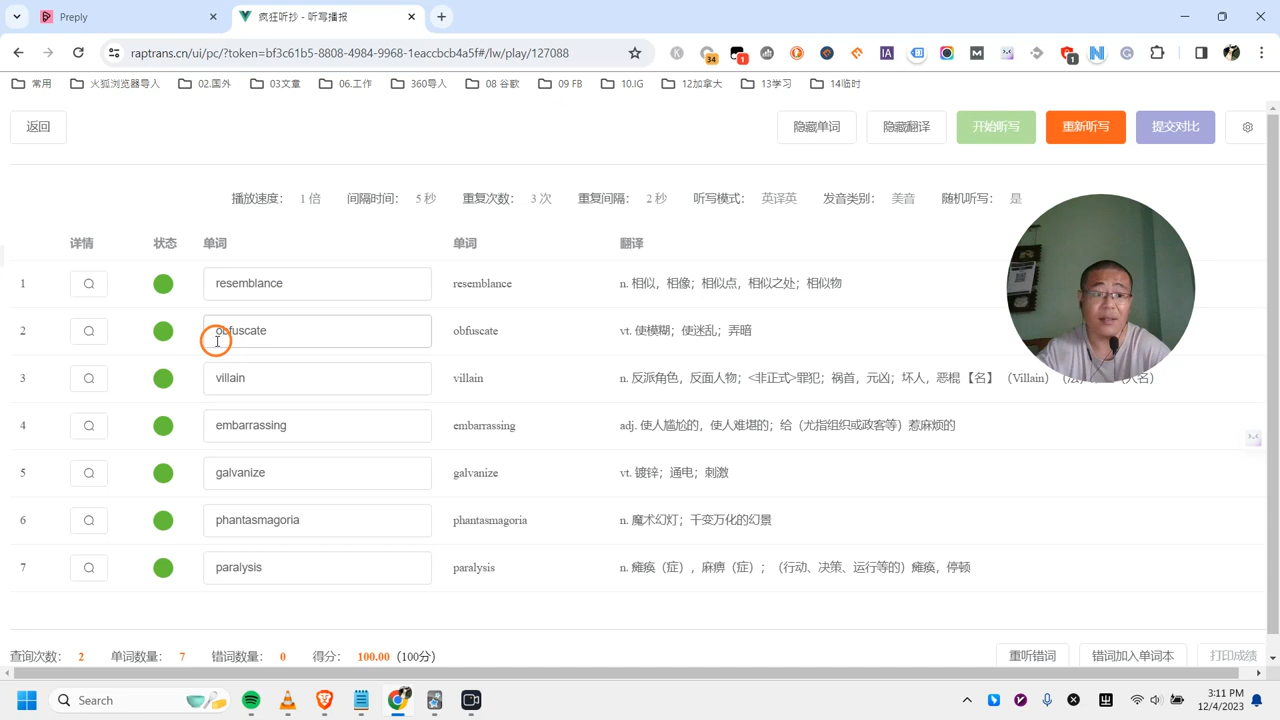 Preply
疯狂听抄 - 听写播报
raptrans.cn/ui/pc/?token=bf3c61b5-8808-4984-9968-1eaccbcb4a5f#/lw/play/127088
34
1
1
常用
火狐浏览器导入
02.国外
03文章
06.工作
360导入
08 谷歌
09 FB
10.IG
12加拿大
13学习
14临时
返回
隐藏单词
隐藏翻译
开始听写
重新听写
提交对比
播放速度： 1 倍 间隔时间： 5 秒 重复次数： 3 次 重复间隔： 2 秒 听写模式： 英译英 发音类别： 美音 随机听写： 是
详情 状态 单词 单词 翻译
1 resemblance resemblance n. 相似，相像；相似点，相似之处；相似物
2 obfuscate obfuscate vt. 使模糊；使迷乱；弄暗
3 villain villain n. 反派角色，反面人物；<非正式>罪犯；祸首，元凶；坏人，恶棍 【名】 （Villain）
4 embarrassing embarrassing adj. 使人尴尬的，使人难堪的；给（尤指组织或政客等）惹麻烦的
5 galvanize galvanize vt. 镀锌；通电；刺激
6 phantasmagoria phantasmagoria n. 魔术幻灯；千变万化的幻景
7 paralysis paralysis n. 瘫痪（症），麻痹（症）；（行动、决策、运行等的）瘫痪，停顿
查询次数： 2 单词数量： 7 错词数量： 0 得分： 100.00 (100分)
重听错词
错词加入单词本
打印成绩
Search
3:11 PM
12/4/2023